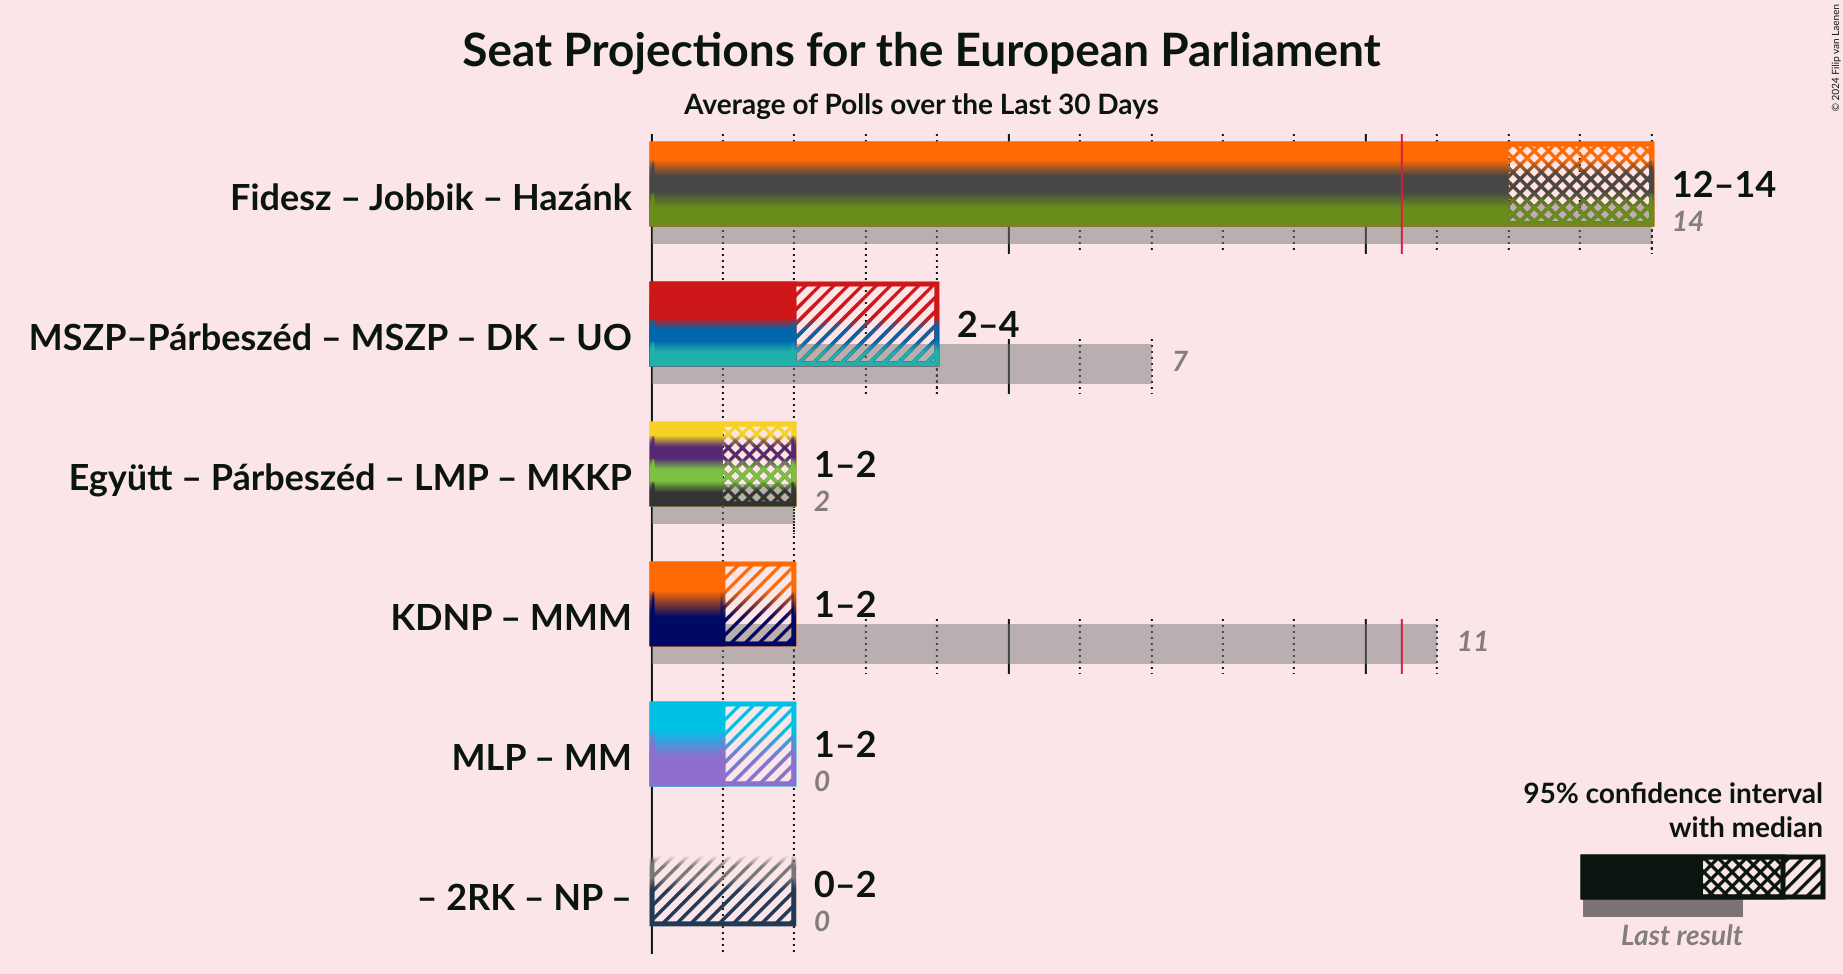 Seat Projections for the European Parliament
Average of Polls over the Last 30 Days
© 2024 Filip van Laenen
Fidesz – Jobbik – Hazánk
12–14
14
MSZP–Párbeszéd – MSZP – DK – UO
2–4
7
Együtt – Párbeszéd – LMP – MKKP
1–2
2
KDNP – MMM
1–2
11
MLP – MM
1–2
0
– 2RK – NP –
0–2
0
95% confidence interval
with median
Last result